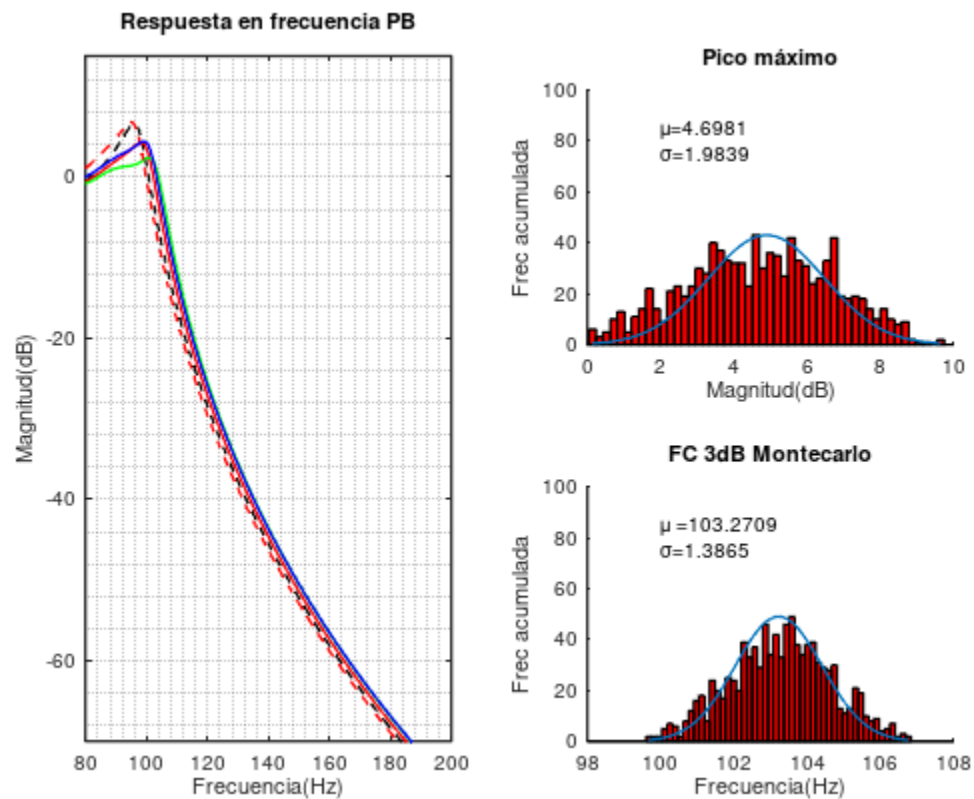 Respuesta en frecuencia PB
0
-20
-40
-60
Magnitud(dB)
80 100 120 140 160 180 200
Frecuencia(Hz)
Pico máximo
100
80
60
40
20
0
Frec acumulada
μ=4.6981
σ=1.9839
0 2 4 6 8 10
Magnitud(dB)
FC 3dB Montecarlo
100
80
60
40
20
0
Frec acumulada
μ =103.2709
σ=1.3865
98 100 102 104 106 108
Frecuencia(Hz)